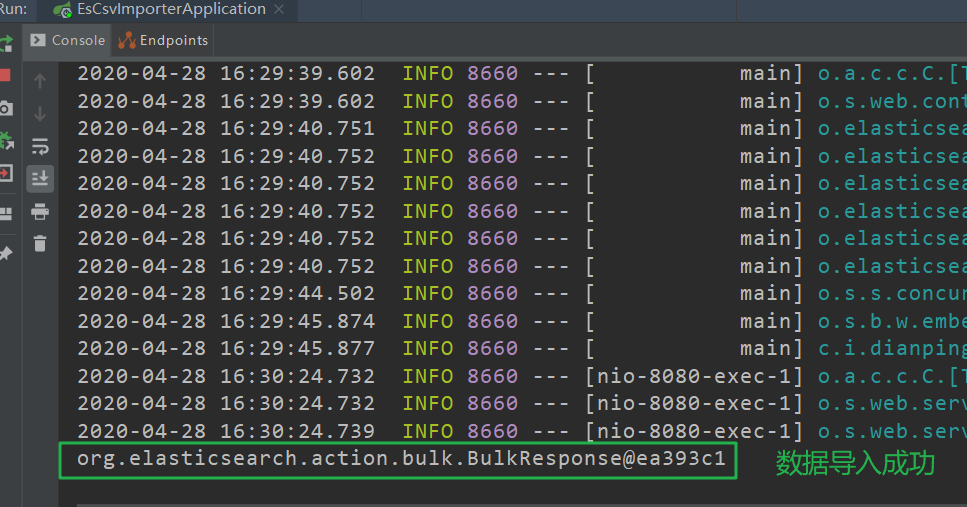 Run: EsCsvImporterApplication
Console Endpoints
2020-04-28 16:29:39.602 INFO 8660 --- [ main] o.a.c.c.C.[T
2020-04-28 16:29:39.602 INFO 8660 --- [ main] o.s.web.cont
2020-04-28 16:29:40.751 INFO 8660 --- [ main] o.elasticsear
2020-04-28 16:29:40.752 INFO 8660 --- [ main] o.elasticsea
2020-04-28 16:29:40.752 INFO 8660 --- [ main] o.elasticsea
2020-04-28 16:29:40.752 INFO 8660 --- [ main] o.elasticsea
2020-04-28 16:29:40.752 INFO 8660 --- [ main] o.elasticsea
2020-04-28 16:29:40.752 INFO 8660 --- [ main] o.elasticsea
2020-04-28 16:29:44.502 INFO 8660 --- [ main] o.s.s.concur
2020-04-28 16:29:45.874 INFO 8660 --- [ main] o.s.b.w.embe
2020-04-28 16:29:45.877 INFO 8660 --- [ main] c.i.dianping
2020-04-28 16:30:24.732 INFO 8660 --- [nio-8080-exec-1] o.a.c.c.C.[T
2020-04-28 16:30:24.732 INFO 8660 --- [nio-8080-exec-1] o.s.web.serv
2020-04-28 16:30:24.739 INFO 8660 --- [nio-8080-exec-1] o.s.web.serv
org.elasticsearch.action.bulk.BulkResponse@ea393c1 数据导入成功